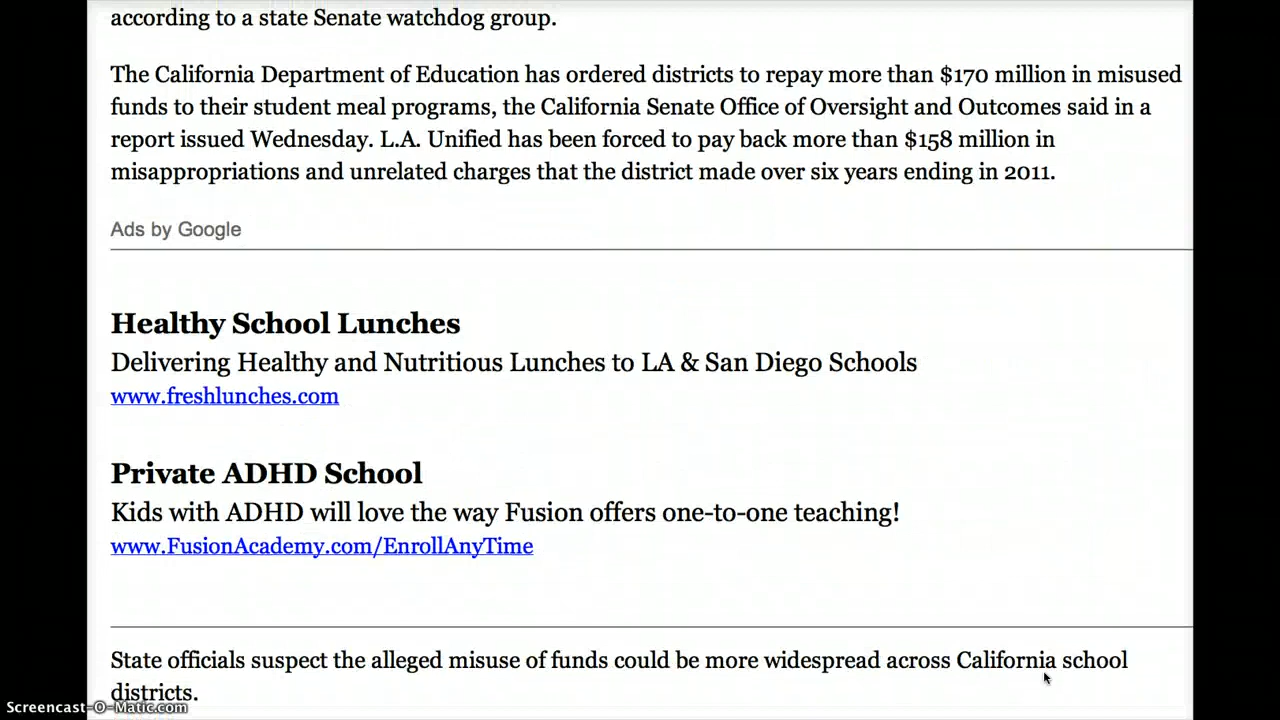 according to a state Senate watchdog group.
The California Department of Education has ordered districts to repay more than $170 million in misused
funds to their student meal programs, the California Senate Office of Oversight and Outcomes said in a
report issued Wednesday. L.A. Unified has been forced to pay back more than $158 million in
misappropriations and unrelated charges that the district made over six years ending in 2011.
Ads by Google
Healthy School Lunches
Delivering Healthy and Nutritious Lunches to LA & San Diego Schools
www.freshlunches.com
Private ADHD School
Kids with ADHD will love the way Fusion offers one-to-one teaching!
www.FusionAcademy.com/EnrollAnyTime
State officials suspect the alleged misuse of funds could be more widespread across California school
districts.
Screencast-O-Matic.com